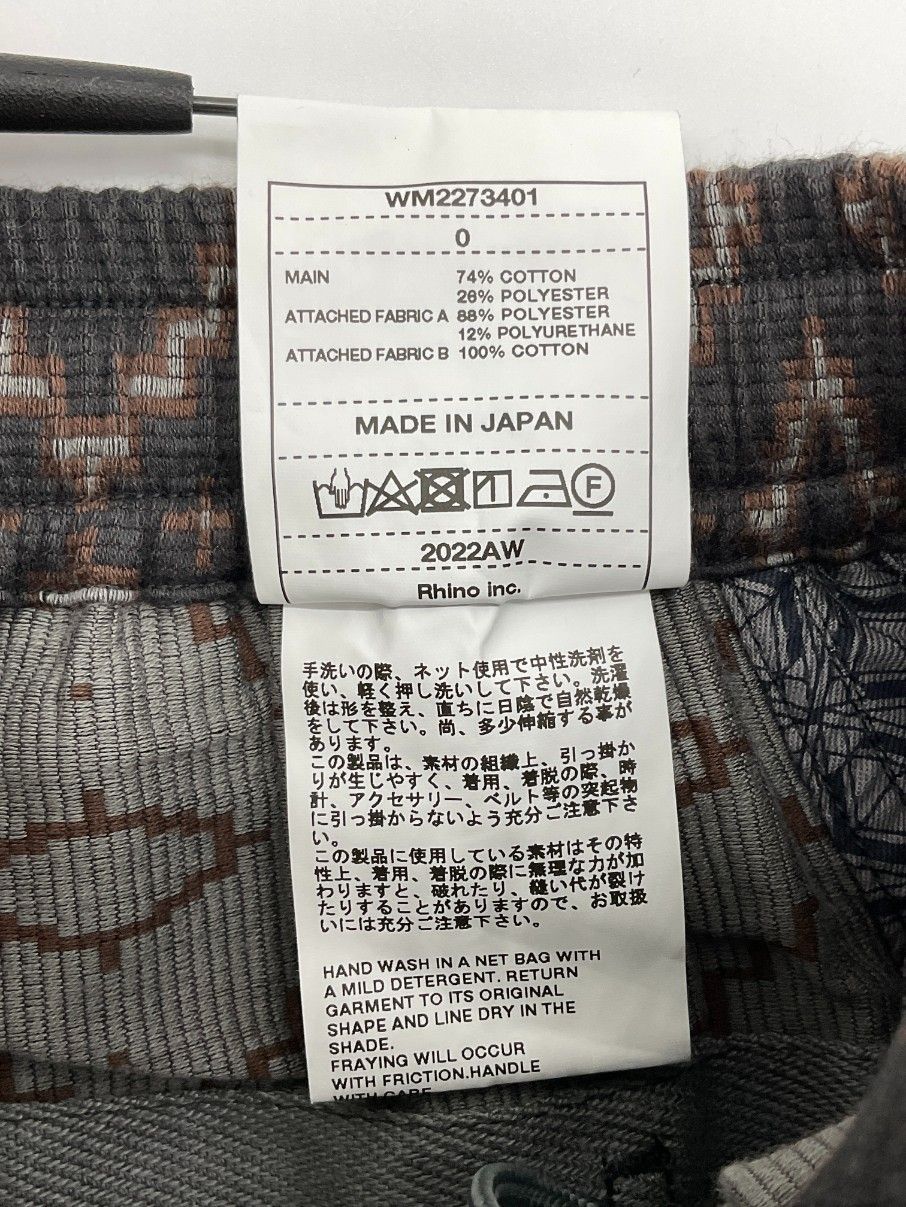 WM2273401
0
MAIN 74% COTTON
26% POLYESTER
ATTACHED FABRIC A 88% POLYESTER
12% POLYURETHANE
ATTACHED FABRIC B 100% COTTON
MADE IN JAPAN
F
2022AW
Rhino inc.
手洗いの際、ネット使用で中性洗剤を
使い、軽く押し洗いして下さい。洗濯
後は形を整え、直ちに日陰で自然乾燥
をして下さい。尚、多少伸縮する事が
あります。
この製品は、素材の組織上、引っ掛か
りが生じやすく、着用、着脱の際、時
計、アクセサリー、ベルト等の突起物
に引っ掛からないよう充分ご注意下さ
い。
この製品に使用している素材はその特
性上、着用、着脱の際に無理な力が加
わりますと、破れたり、縫い代が裂け
たりすることがありますので、お取扱
いには充分ご注意下さい。
HAND WASH IN A NET BAG WITH
A MILD DETERGENT. RETURN
GARMENT TO ITS ORIGINAL
SHAPE AND LINE DRY IN THE
SHADE.
FRAYING WILL OCCUR
WITH FRICTION.HANDLE
WITH CARE